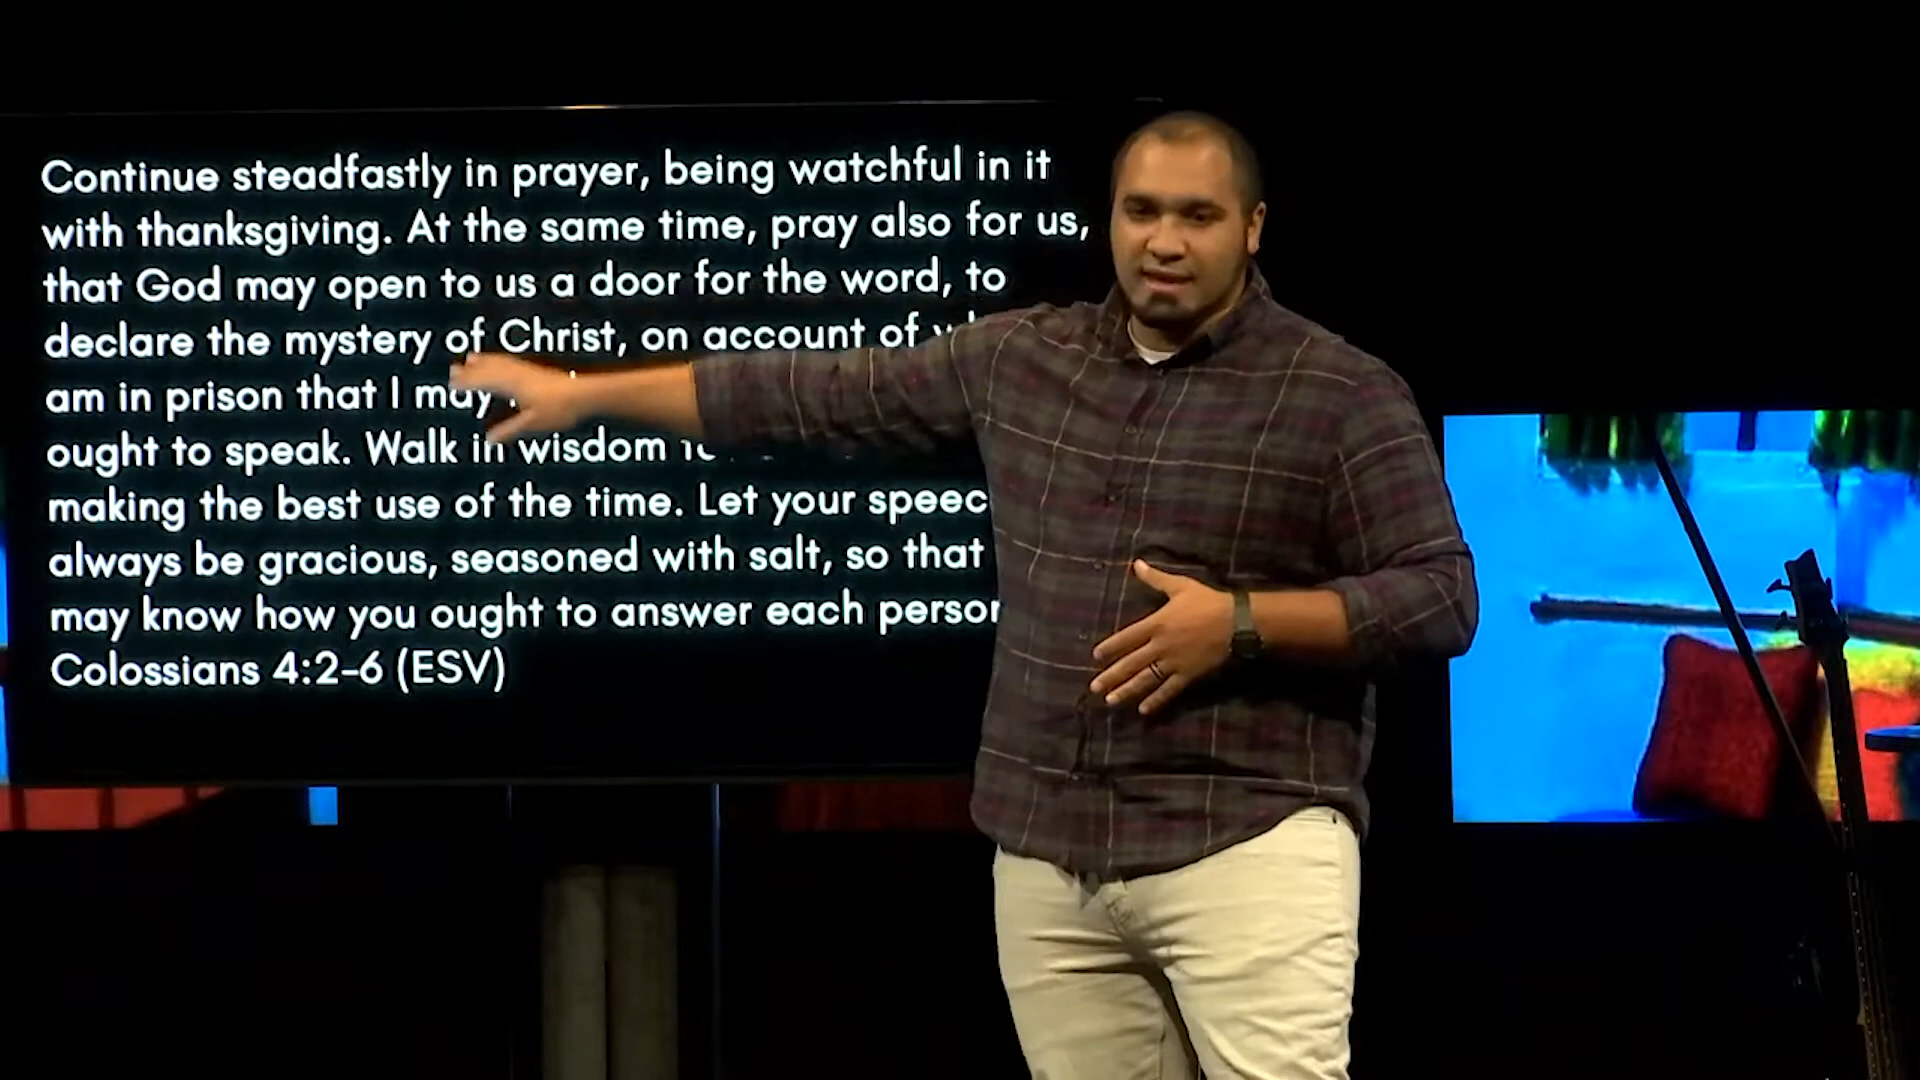 Continue steadfastly in prayer, being watchful in it
with thanksgiving. At the same time, pray also for us,
that God may open to us a door for the word, to
declare the mystery of Christ, on account of
am in prison that I may
ought to speak. Walk in wisdom
making the best use of the time. Let your speec
always be gracious, seasoned with salt, so that
may know how you ought to answer each person
Colossians 4:2-6 (ESV)